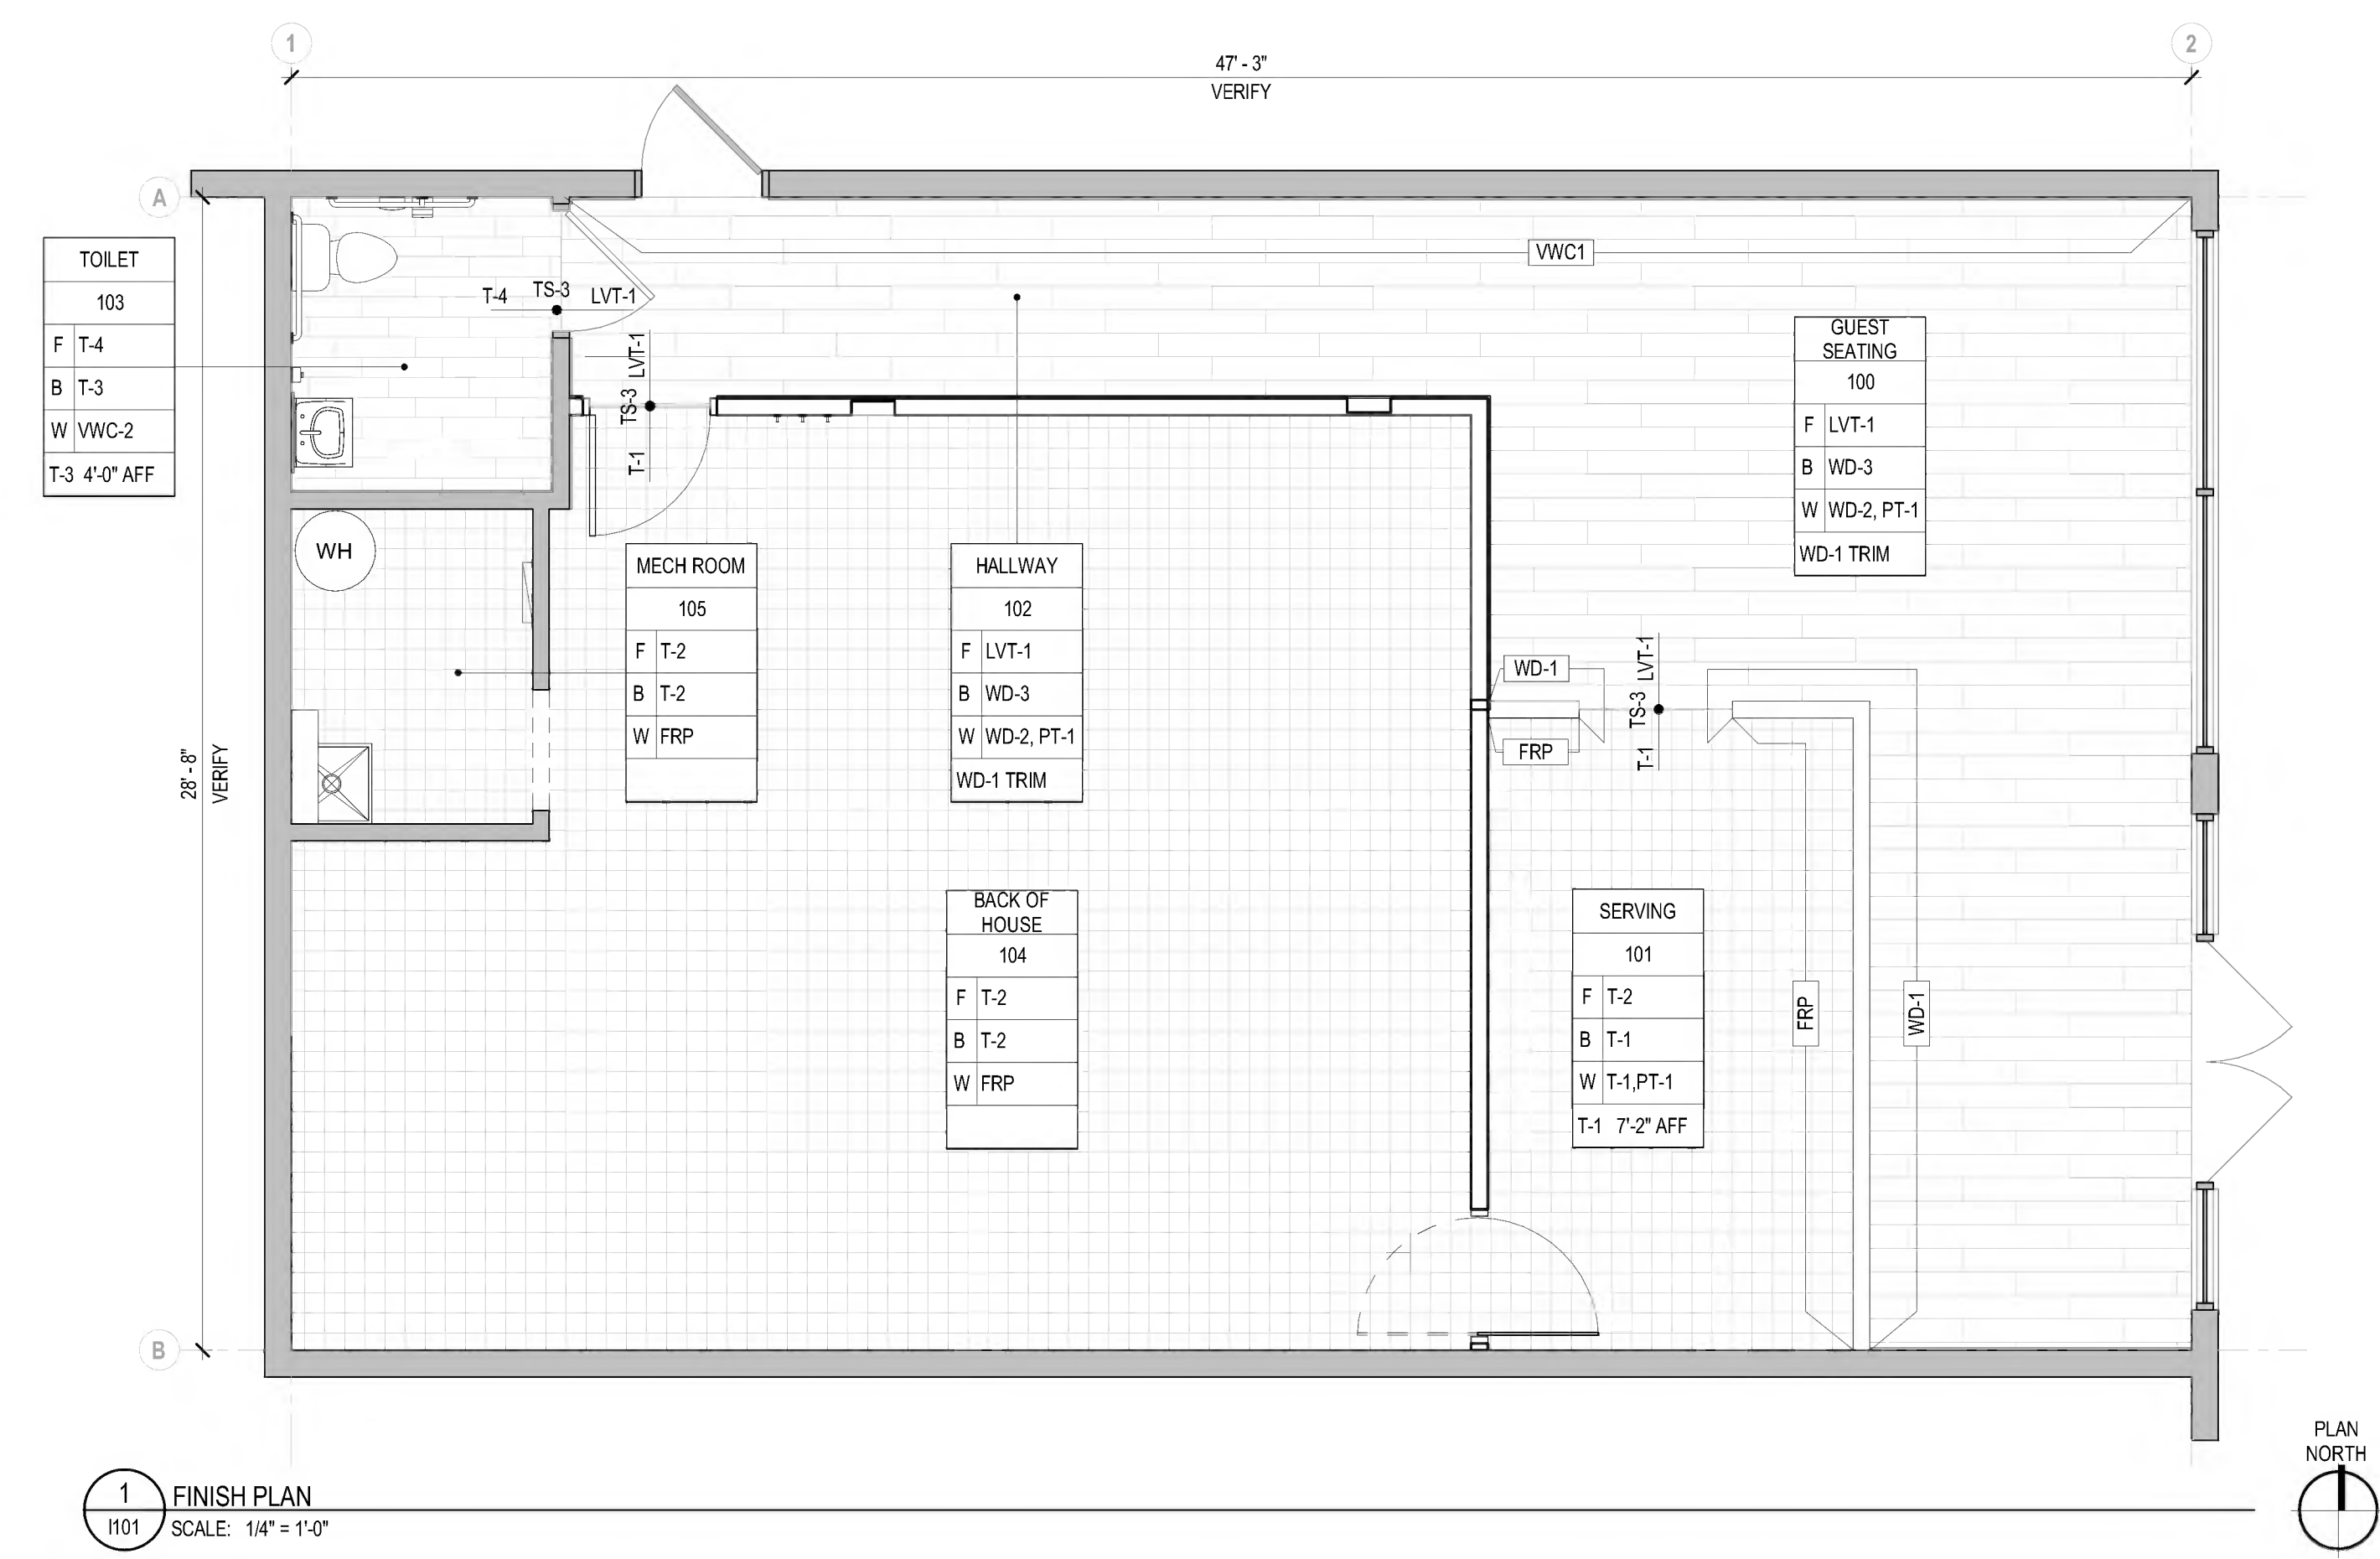 1
2
47' - 3"
VERIFY
A
TOILET
103
F T-4
B T-3
W VWC-2
T-3 4'-0" AFF
T-4 TS-3 LVT-1
VWC1
T-1 TS-3 LVT-1
GUEST
SEATING
100
F LVT-1
B WD-3
W WD-2, PT-1
WD-1 TRIM
WH
MECH ROOM
105
F T-2
B T-2
W FRP
HALLWAY
102
F LVT-1
B WD-3
W WD-2, PT-1
WD-1 TRIM
WD-1
FRP
T-1 TS-3 LVT-1
28' - 8"
VERIFY
BACK OF
HOUSE
104
F T-2
B T-2
W FRP
SERVING
101
F T-2
B T-1
W T-1,PT-1
T-1 7'-2" AFF
FRP
WD-1
B
PLAN
NORTH
1
I101
FINISH PLAN
SCALE: 1/4" = 1'-0"